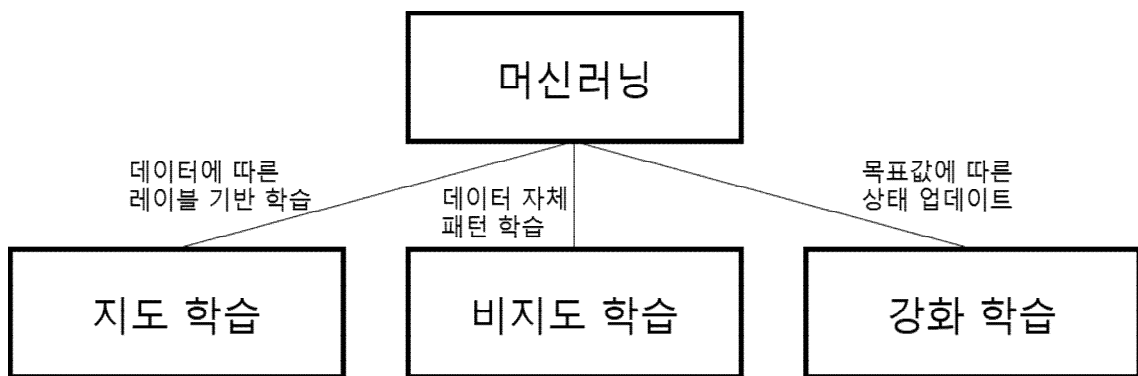 머신러닝
데이터에 따른
레이블 기반 학습
데이터 자체
패턴 학습
목표값에 따른
상태 업데이트
지도 학습
비지도 학습
강화 학습